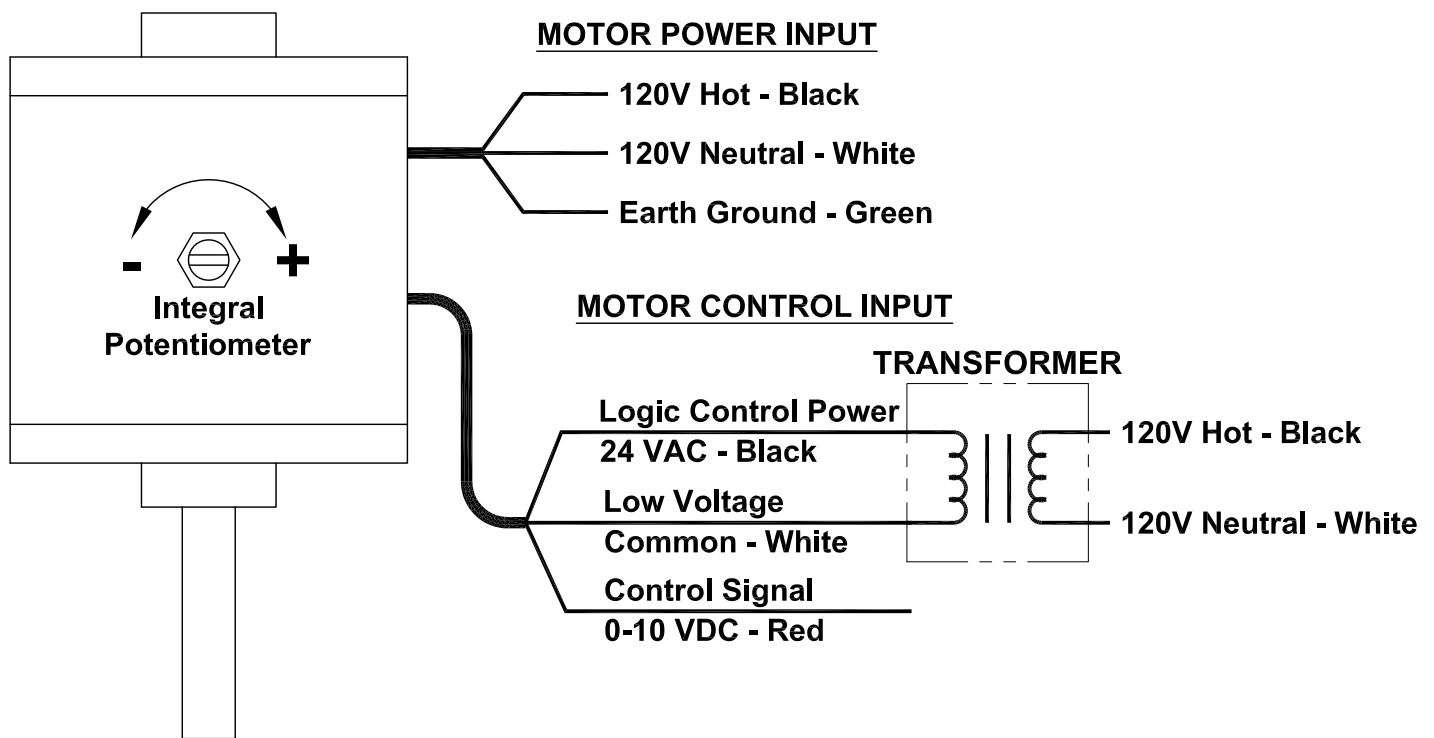 MOTOR POWER INPUT
120V Hot - Black
120V Neutral - White
Earth Ground - Green
- +
Integral
Potentiometer
MOTOR CONTROL INPUT
TRANSFORMER
Logic Control Power
24 VAC - Black
Low Voltage
Common - White
Control Signal
0-10 VDC - Red
120V Hot - Black
120V Neutral - White